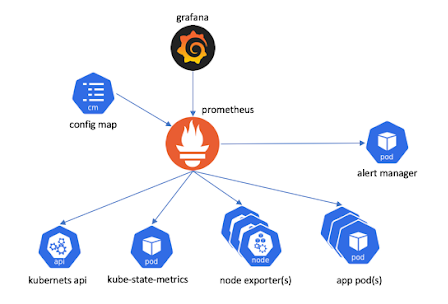 grafana
cm
config map
prometheus
pod
alert manager
api
kubernets api
pod
kube-state-metrics
node
node exporter(s)
pod
app pod(s)